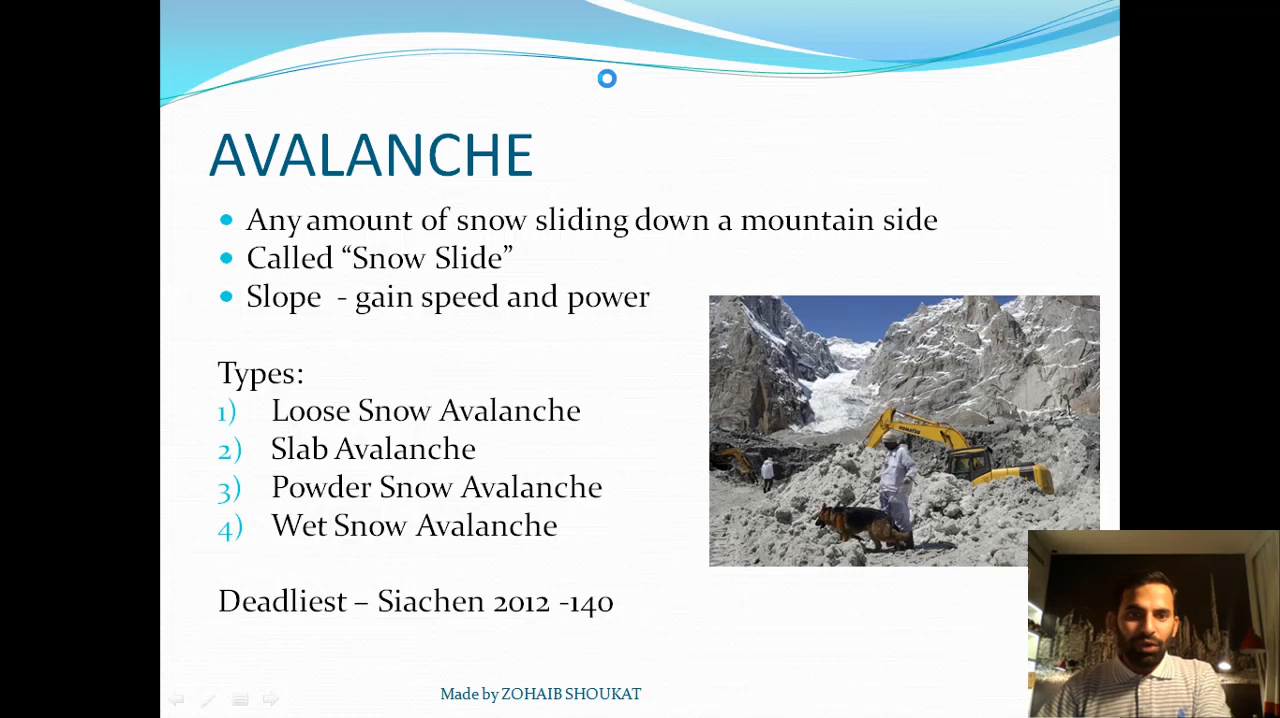 AVALANCHE
Any amount of snow sliding down a mountain side
Called “Snow Slide”
Slope - gain speed and power
Types:
1) Loose Snow Avalanche
2) Slab Avalanche
3) Powder Snow Avalanche
4) Wet Snow Avalanche
KOMATSU
Deadliest – Siachen 2012 -140
Made by ZOHAIB SHOUKAT